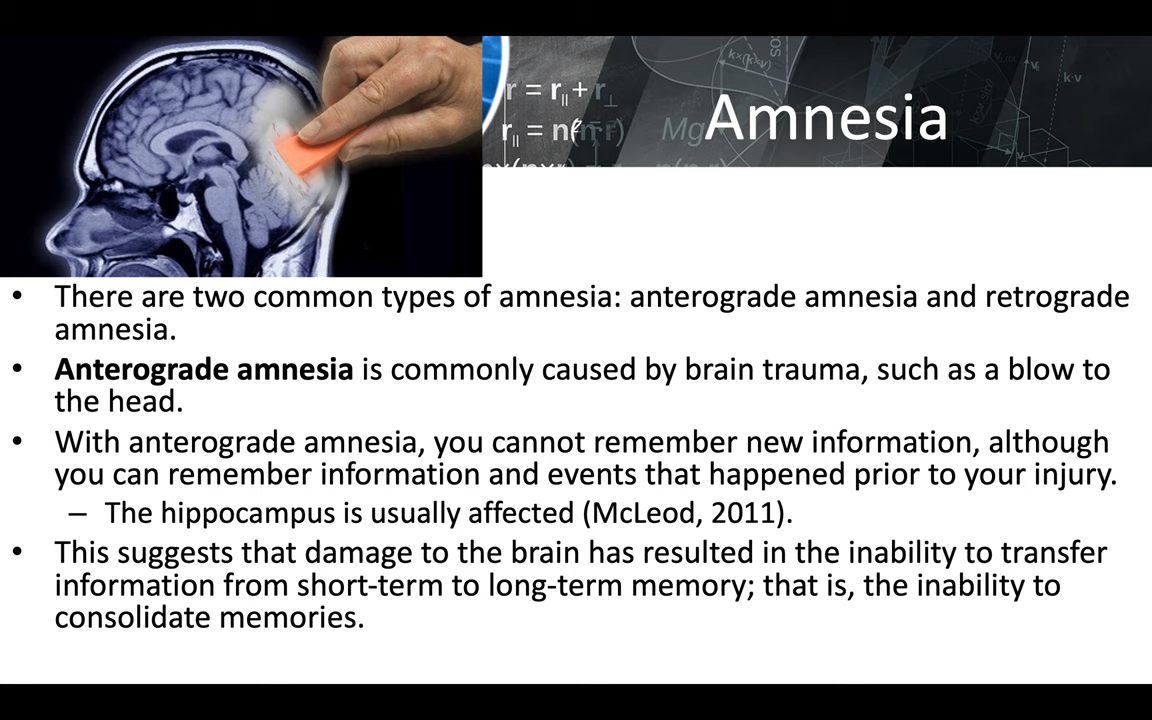 r = r|| + r⊥
r|| = n(
Mg
k×(k×v)
k·v
Amnesia
• There are two common types of amnesia: anterograde amnesia and retrograde
amnesia.
• Anterograde amnesia is commonly caused by brain trauma, such as a blow to
the head.
• With anterograde amnesia, you cannot remember new information, although
you can remember information and events that happened prior to your injury.
– The hippocampus is usually affected (McLeod, 2011).
• This suggests that damage to the brain has resulted in the inability to transfer
information from short-term to long-term memory; that is, the inability to
consolidate memories.